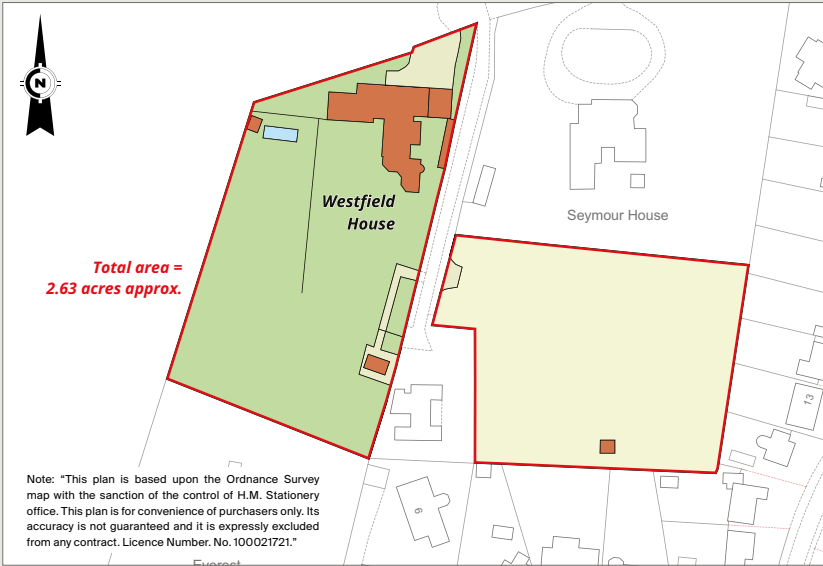 N
Westfield
House
Seymour House
Total area =
2.63 acres approx.
13
Note: “This plan is based upon the Ordnance Survey
map with the sanction of the control of H.M. Stationery
office. This plan is for convenience of purchasers only. Its
accuracy is not guaranteed and it is expressly excluded
from any contract. Licence Number. No. 100021721.”
Everest